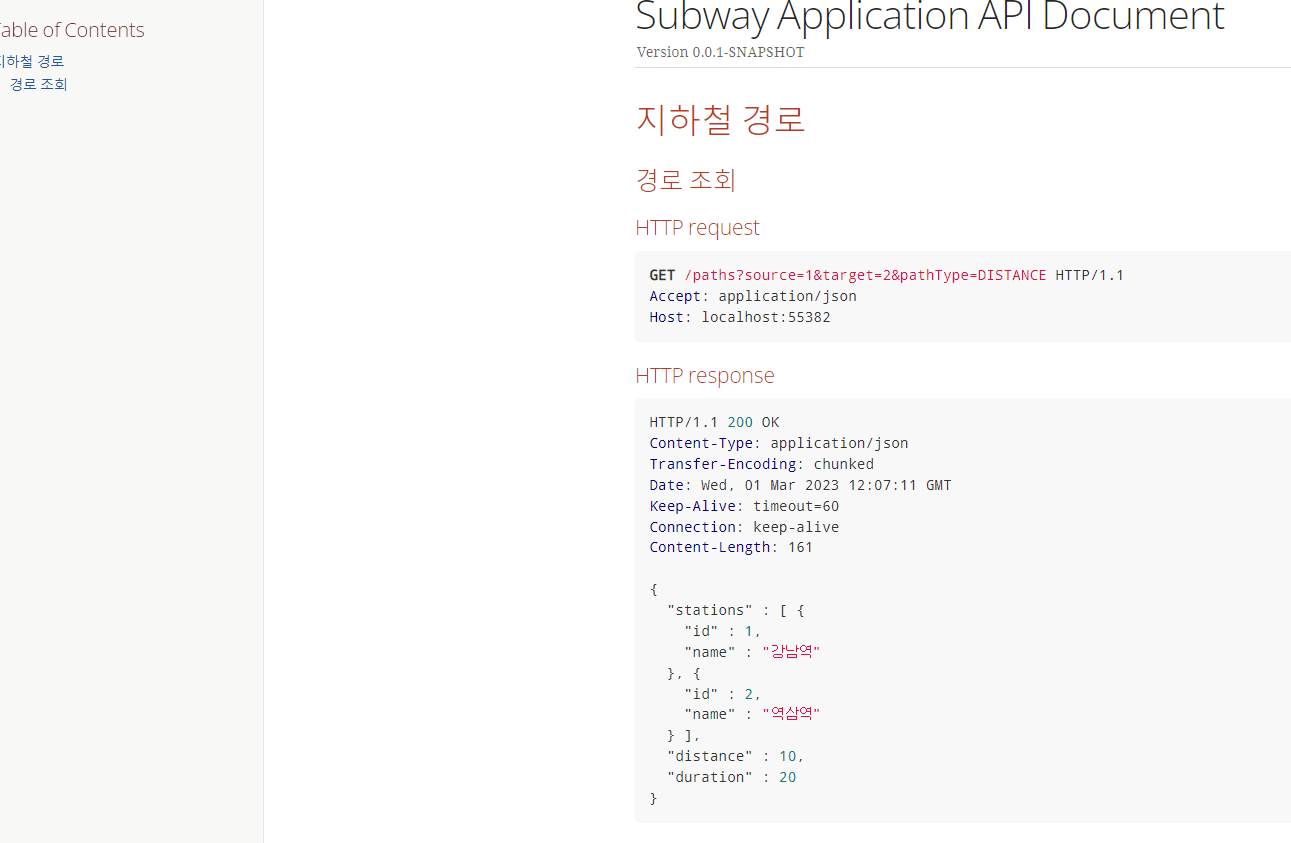 Table of Contents
지하철 경로
경로 조회
Subway Application API Document
Version 0.0.1-SNAPSHOT
지하철 경로
경로 조회
HTTP request
GET /paths?source=1&target=2&pathType=DISTANCE HTTP/1.1
Accept: application/json
Host: localhost:55382
HTTP response
HTTP/1.1 200 OK
Content-Type: application/json
Transfer-Encoding: chunked
Date: Wed, 01 Mar 2023 12:07:11 GMT
Keep-Alive: timeout=60
Connection: keep-alive
Content-Length: 161
{
"stations" : [ {
"id" : 1,
"name" : "강남역"
}, {
"id" : 2,
"name" : "역삼역"
} ],
"distance" : 10,
"duration" : 20
}